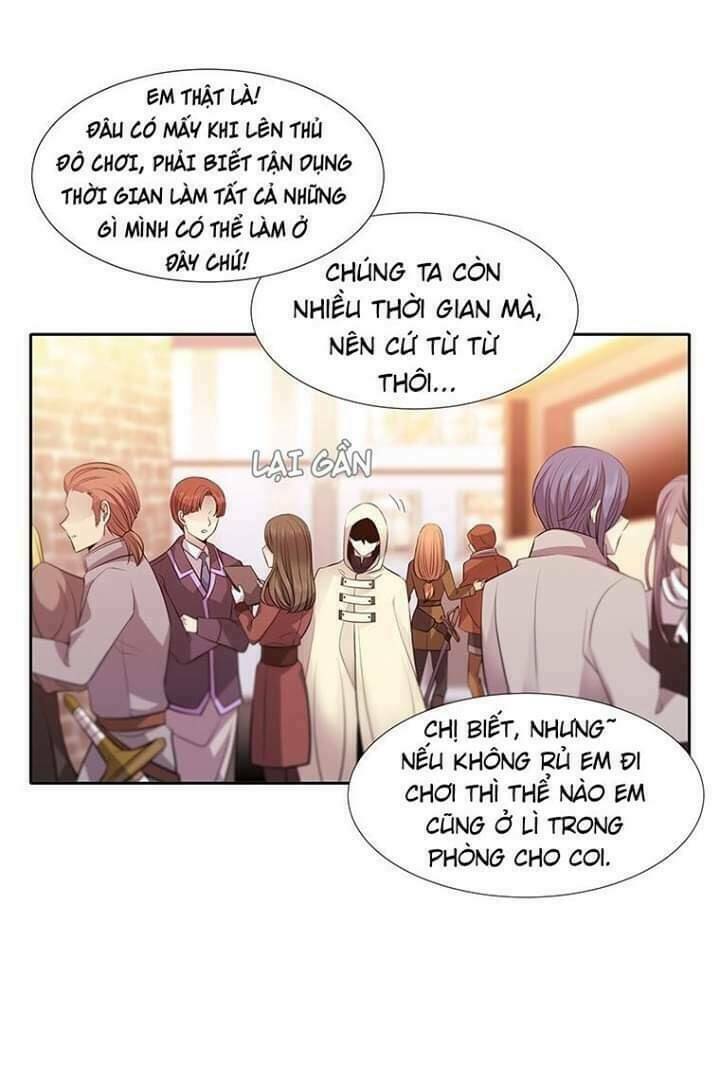 EM THẬT LÀ!
ĐÂU CÓ MẤY KHI LÊN THỦ
ĐÔ CHƠI, PHẢI BIẾT TẬN DỤNG
THỜI GIAN LÀM TẤT CẢ NHỮNG
GÌ MÌNH CÓ THỂ LÀM Ở
ĐÂY CHỨ!
CHÚNG TA CÒN
NHIỀU THỜI GIAN MÀ,
NÊN CỨ TỪ TỪ
THÔI...
LẠI GẦN
CHỊ BIẾT, NHƯNG~
NẾU KHÔNG RỦ EM ĐI
CHƠI THÌ THỂ NÀO EM
CŨNG Ở LÌ TRONG
PHÒNG CHO COI.